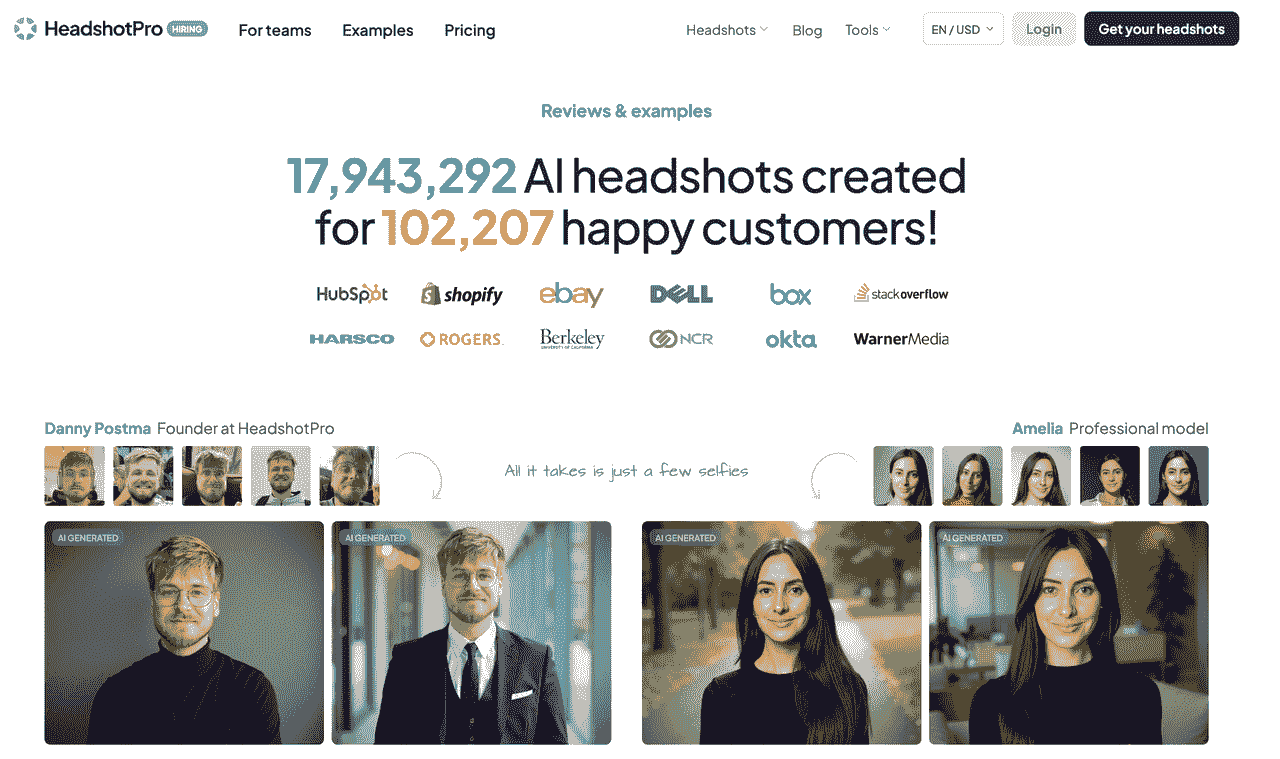 HeadshotPro HIRING For teams Examples Pricing Headshots Blog Tools EN / USD Login Get your headshots
Reviews & examples
17,943,292 AI headshots created
for 102,207 happy customers!
HubSpot shopify ebay DELL box stackoverflow
HARSCO ROGERS Berkeley NCR okta WarnerMedia
UNIVERSITY OF CALIFORNIA
Danny Postma Founder at HeadshotPro
Amelia Professional model
All it takes is just a few selfies
AI GENERATED AI GENERATED AI GENERATED AI GENERATED